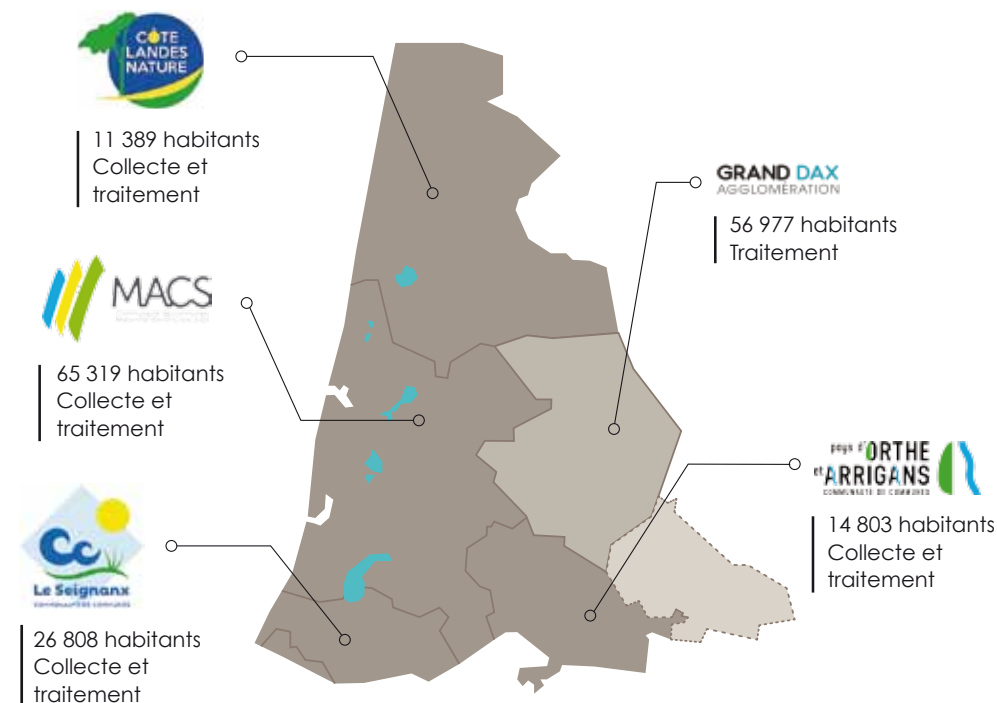 CÔTE
LANDES
NATURE
11 389 habitants
Collecte et
traitement
GRAND DAX
AGGLOMÉRATION
56 977 habitants
Traitement
MACS
65 319 habitants
Collecte et
traitement
pays d'ORTHE
et ARRIGANS
COMMUNAUTÉ DE COMMUNES
14 803 habitants
Collecte et
traitement
Cc
Le Seignanx
26 808 habitants
Collecte et
traitement